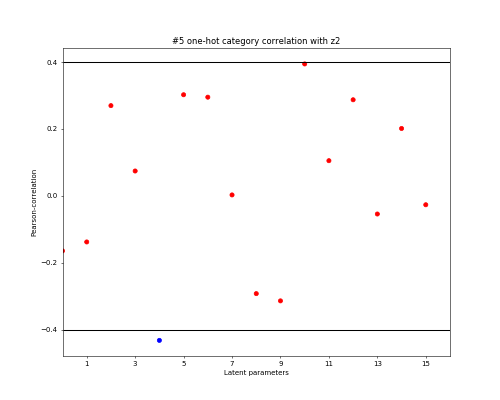 #5 one-hot category correlation with z2
0.4
0.2
0.0
−0.2
−0.4
Pearson-correlation
1 3 5 7 9 11 13 15
Latent parameters